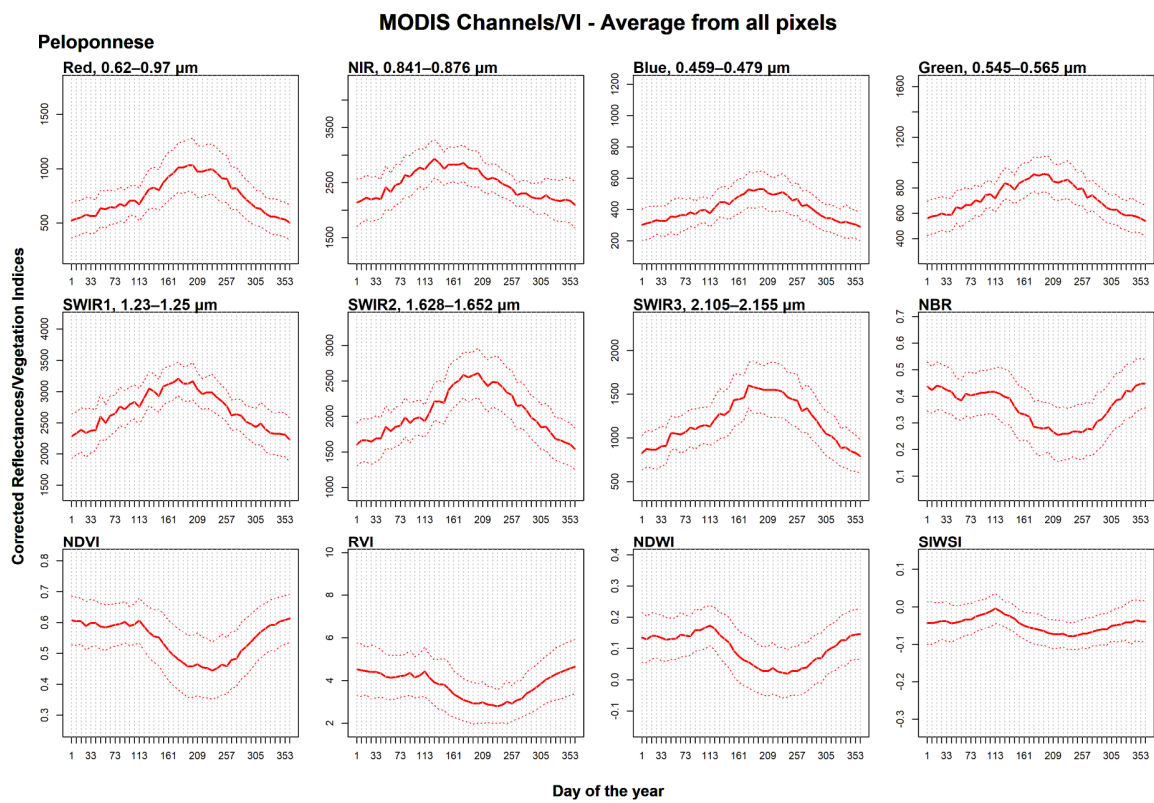 MODIS Channels/VI - Average from all pixels
Peloponnese
Corrected Reflectances/Vegetation Indices
Red, 0.62–0.97 µm
500 1000 1500
1 33 73 113 161 209 257 305 353
NIR, 0.841–0.876 µm
1500 2500 3500
1 33 73 113 161 209 257 305 353
Blue, 0.459–0.479 µm
200 400 600 800 1000 1200
1 33 73 113 161 209 257 305 353
Green, 0.545–0.565 µm
400 600 800 1200 1600
1 33 73 113 161 209 257 305 353
SWIR1, 1.23–1.25 µm
1500 2000 2500 3000 3500 4000
1 33 73 113 161 209 257 305 353
SWIR2, 1.628–1.652 µm
1000 1500 2000 2500 3000
1 33 73 113 161 209 257 305 353
SWIR3, 2.105–2.155 µm
500 1000 1500 2000
1 33 73 113 161 209 257 305 353
NBR
0.1 0.2 0.3 0.4 0.5 0.6 0.7
1 33 73 113 161 209 257 305 353
NDVI
0.3 0.4 0.5 0.6 0.7 0.8
1 33 73 113 161 209 257 305 353
RVI
2 4 6 8 10
1 33 73 113 161 209 257 305 353
NDWI
-0.1 0.0 0.1 0.2 0.3 0.4
1 33 73 113 161 209 257 305 353
SIWSI
-0.3 -0.2 -0.1 0.0 0.1
1 33 73 113 161 209 257 305 353
Day of the year